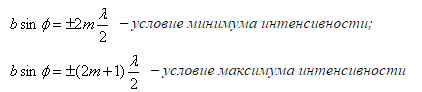 b sin ϕ = ±2m λ/2 – условие минимума интенсивности;
b sin ϕ = ±(2m+1) λ/2 – условие максимума интенсивности